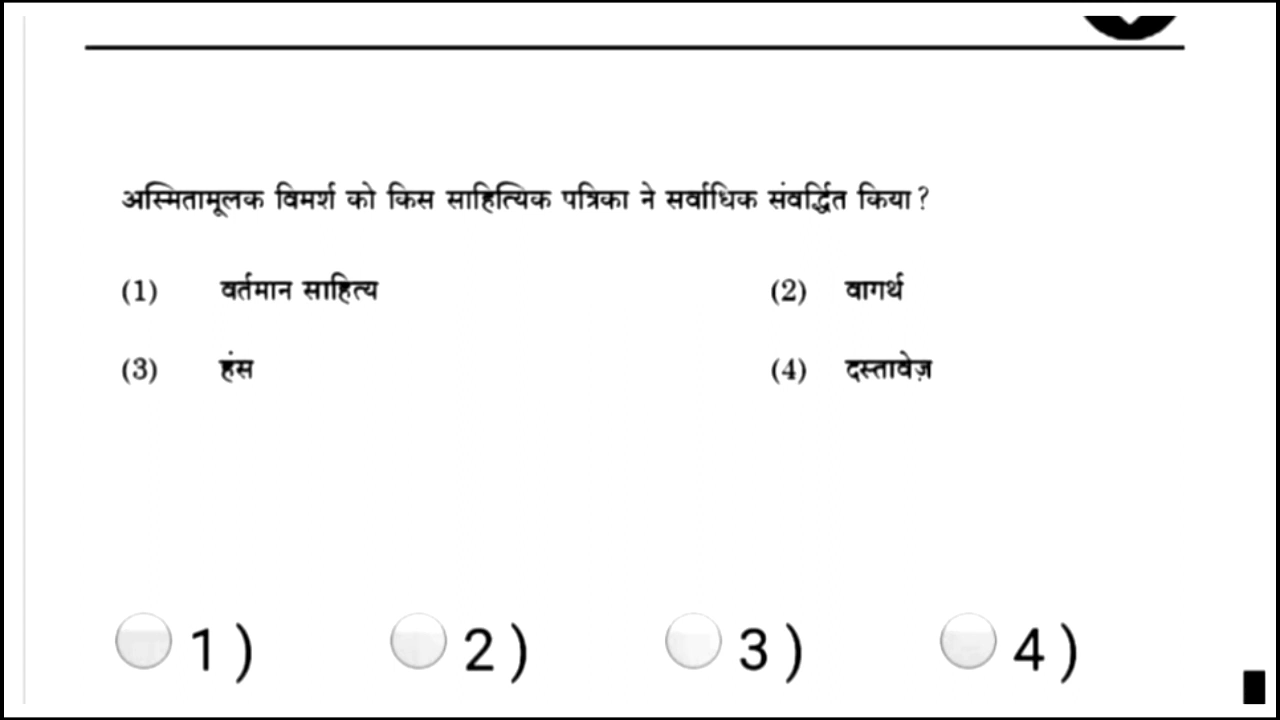 अस्मितामूलक विमर्श को किस साहित्यिक पत्रिका ने सर्वाधिक संवर्द्धित किया ?
(1) वर्तमान साहित्य (2) वागर्थ
(3) हंस (4) दस्तावेज़
1 ) 2 ) 3 ) 4 )